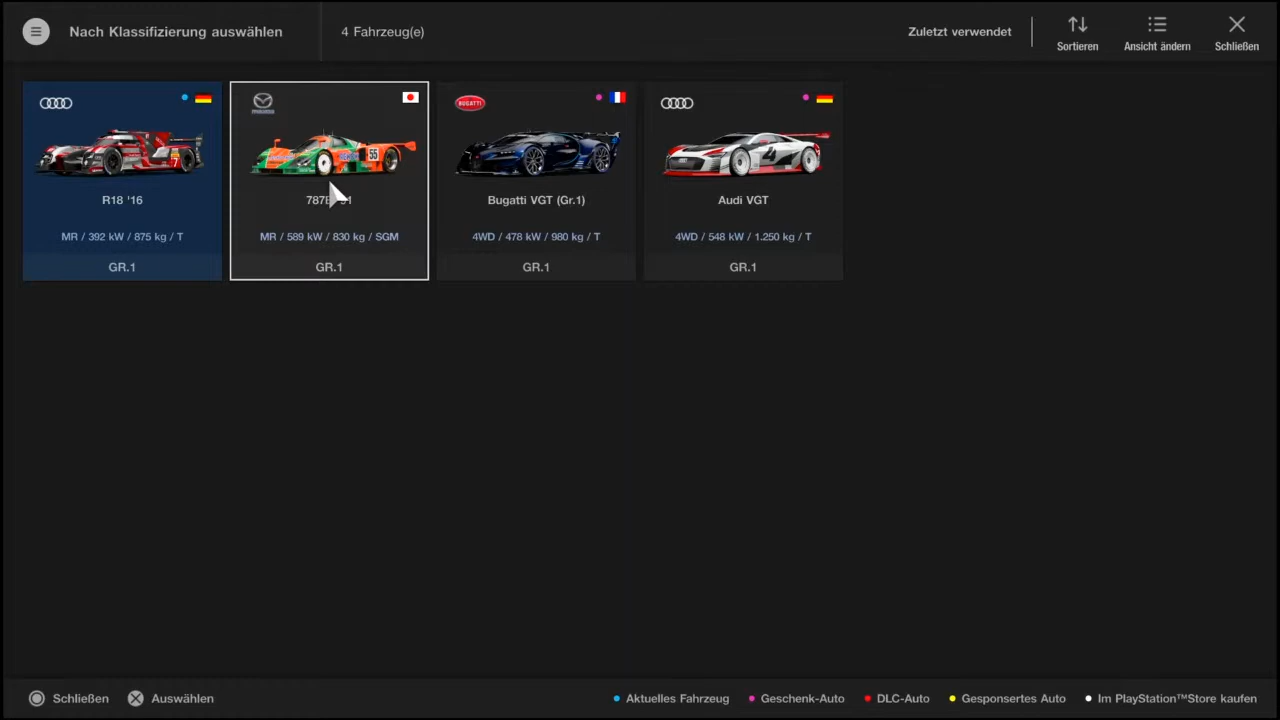 Nach Klassifizierung auswählen
4 Fahrzeug(e)
Zuletzt verwendet
Sortieren
Ansicht ändern
Schließen
R18 '16
MR / 392 kW / 875 kg / T
GR.1
mazda
55
MR / 589 kW / 830 kg / SGM
GR.1
BUGATTI
Bugatti VGT (Gr.1)
4WD / 478 kW / 980 kg / T
GR.1
Audi VGT
4WD / 548 kW / 1.250 kg / T
GR.1
Schließen
Auswählen
Aktuelles Fahrzeug
Geschenk-Auto
DLC-Auto
Gesponsertes Auto
Im PlayStation™Store kaufen